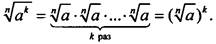 ⁿ√aᵏ = ⁿ√a · ⁿ√a · ... · ⁿ√a = (ⁿ√a)ᵏ.
k раз